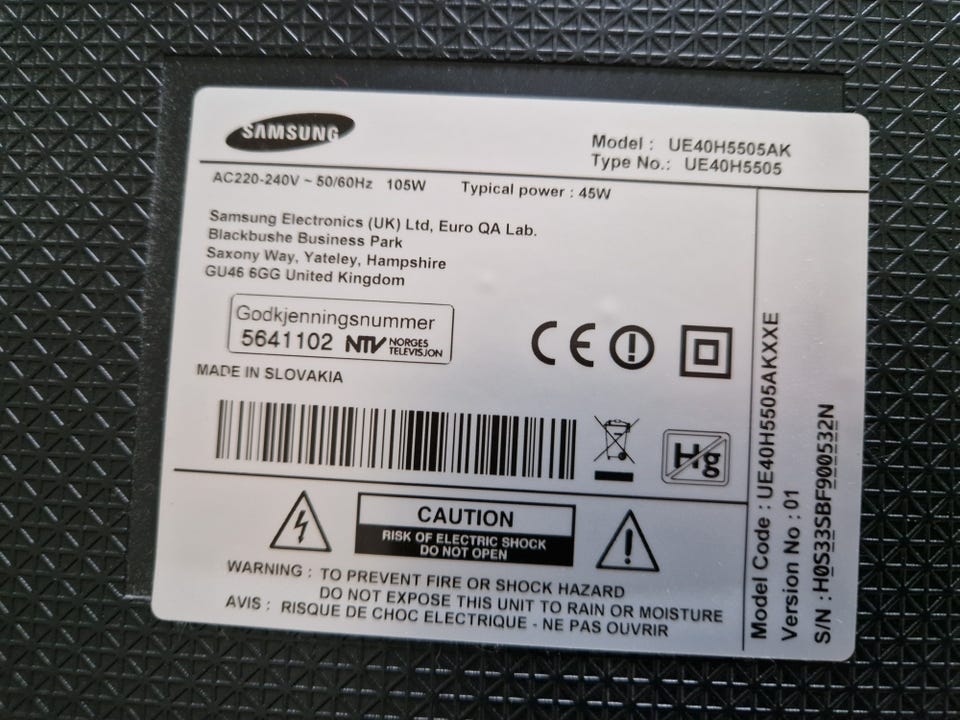 SAMSUNG
Model : UE40H5505AK
Type No.: UE40H5505
AC220-240V ~ 50/60Hz 105W Typical power : 45W
Samsung Electronics (UK) Ltd, Euro QA Lab.
Blackbushe Business Park
Saxony Way, Yateley, Hampshire
GU46 6GG United Kingdom
Godkjenningsnummer
5641102 NTV NORGES
TELEVISJON
MADE IN SLOVAKIA
CE
Hg
CAUTION
RISK OF ELECTRIC SHOCK
DO NOT OPEN
WARNING : TO PREVENT FIRE OR SHOCK HAZARD
DO NOT EXPOSE THIS UNIT TO RAIN OR MOISTURE
AVIS : RISQUE DE CHOC ELECTRIQUE - NE PAS OUVRIR
Model Code : UE40H5505AKXXE
Version No : 01
S/N : H0S33SBF900532N